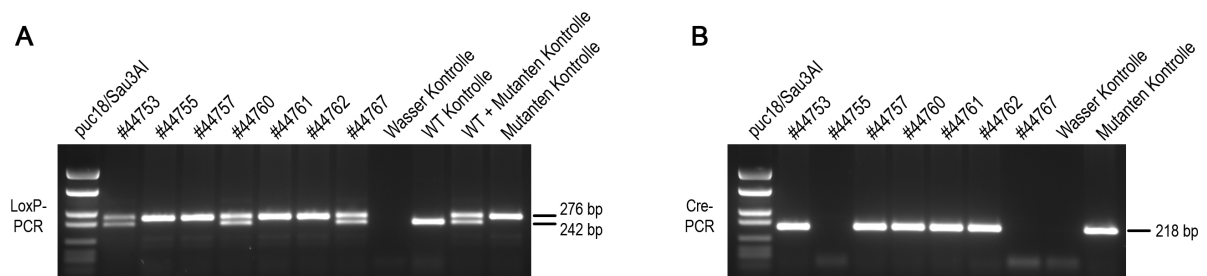 A
puc18/Sau3AI
#44753
#44755
#44757
#44760
#44761
#44762
#44767
Wasser Kontrolle
WT Kontrolle
WT + Mutanten Kontrolle
Mutanten Kontrolle
LoxP-
PCR
276 bp
242 bp
B
puc18/Sau3AI
#44753
#44755
#44757
#44760
#44761
#44762
#44767
Wasser Kontrolle
Mutanten Kontrolle
Cre-
PCR
218 bp